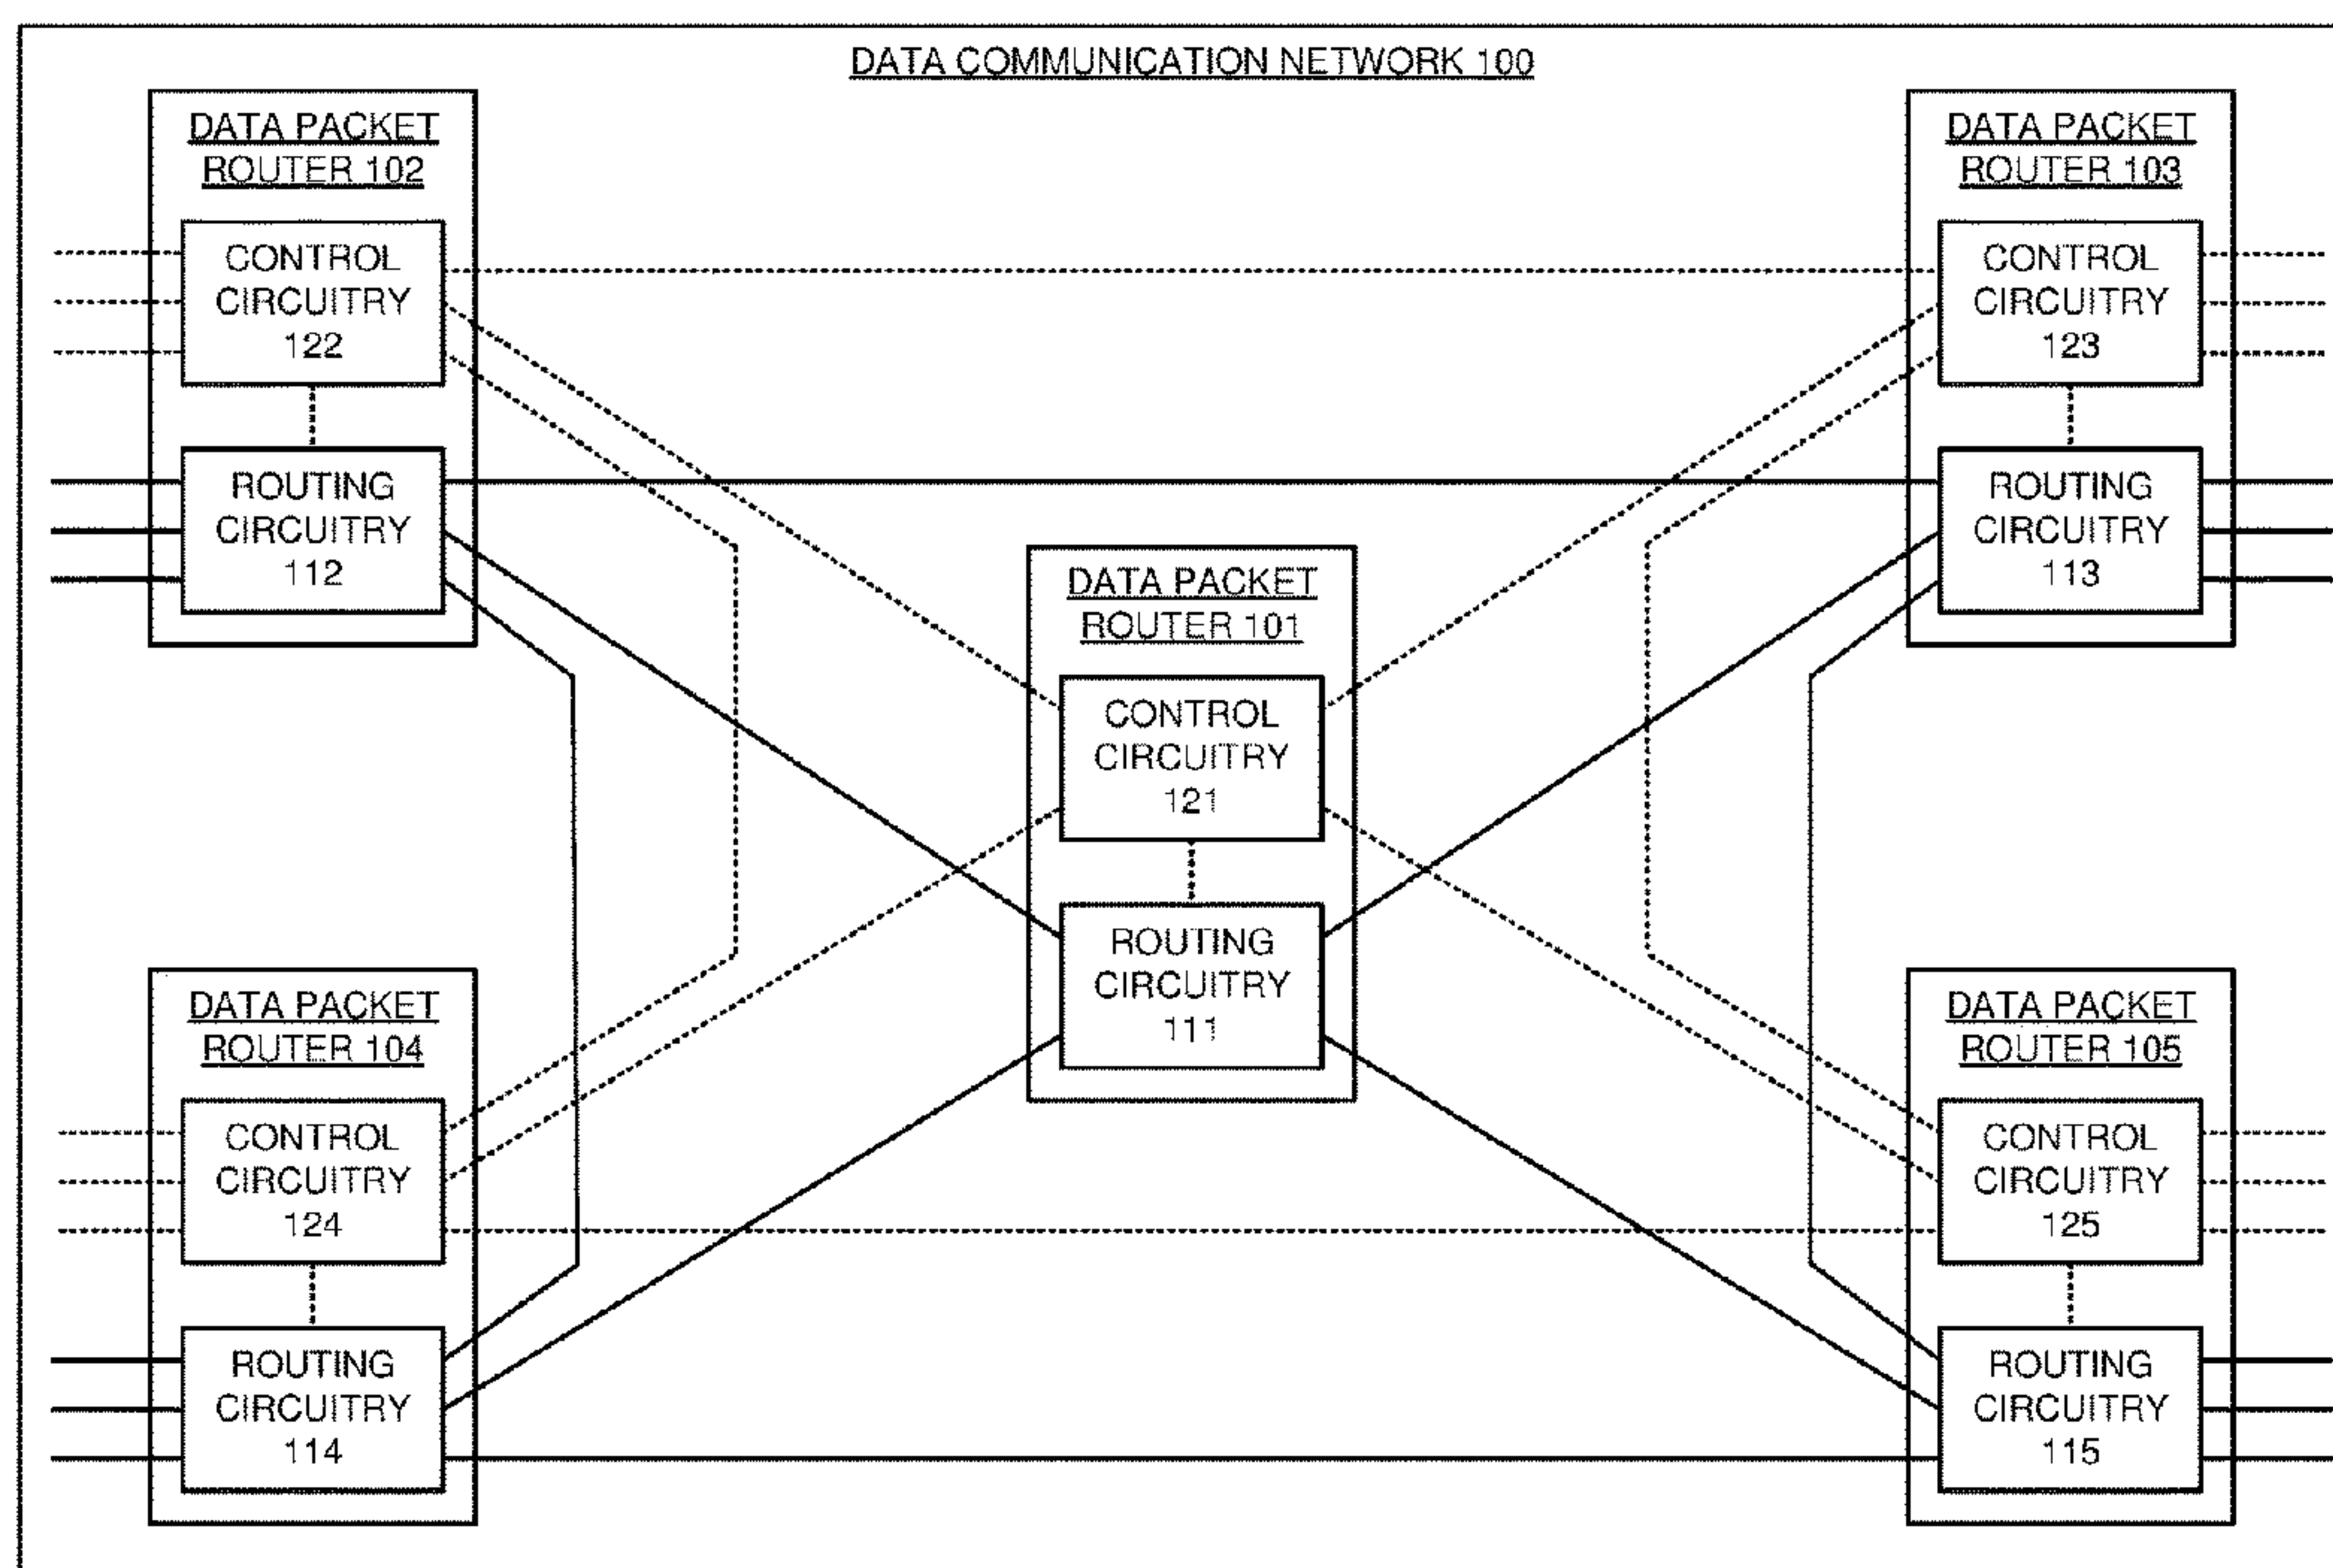 DATA COMMUNICATION NETWORK 100
DATA PACKET
ROUTER 102
CONTROL
CIRCUITRY
122
ROUTING
CIRCUITRY
112
DATA PACKET
ROUTER 103
CONTROL
CIRCUITRY
123
ROUTING
CIRCUITRY
113
DATA PACKET
ROUTER 101
CONTROL
CIRCUITRY
121
ROUTING
CIRCUITRY
111
DATA PACKET
ROUTER 104
CONTROL
CIRCUITRY
124
ROUTING
CIRCUITRY
114
DATA PACKET
ROUTER 105
CONTROL
CIRCUITRY
125
ROUTING
CIRCUITRY
115